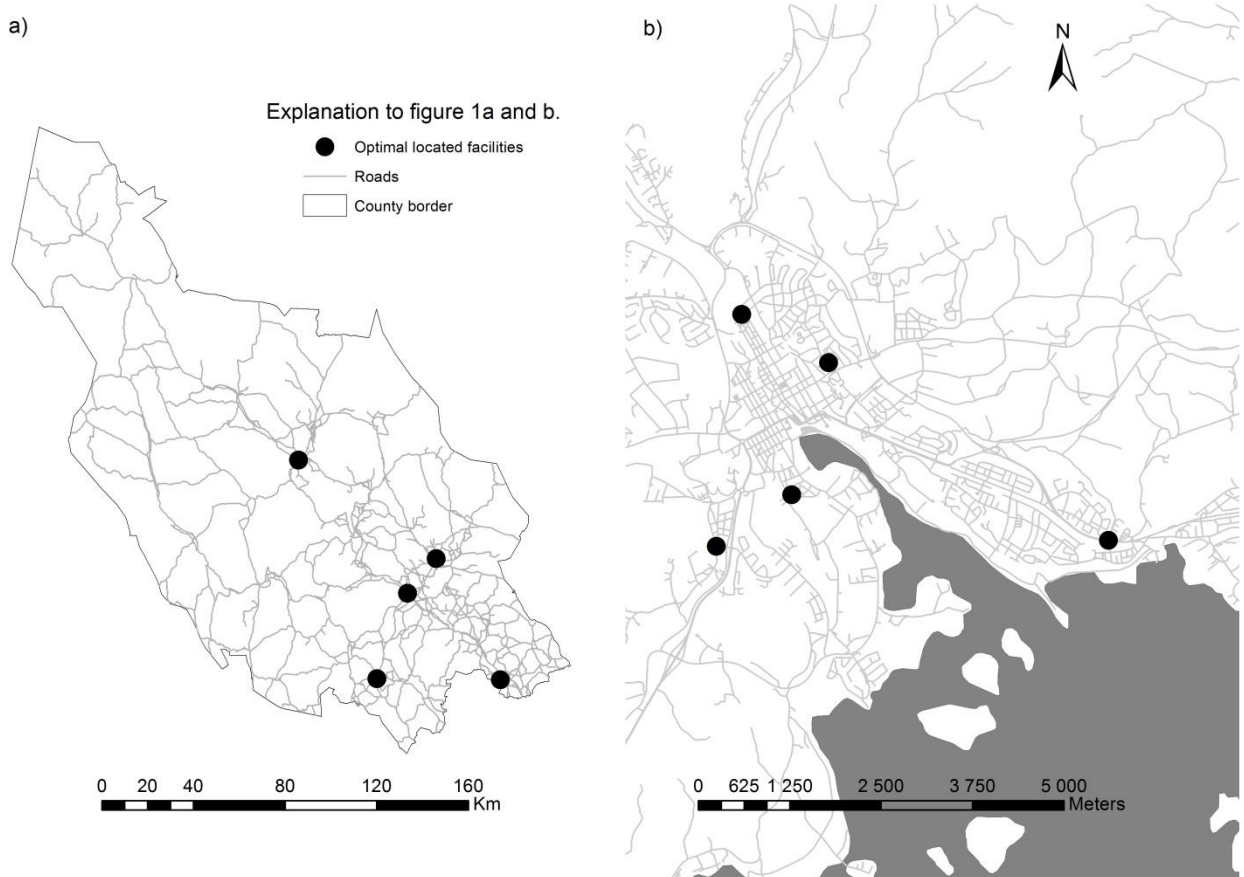 a)
Explanation to figure 1a and b.
Optimal located facilities
Roads
County border
0 20 40 80 120 160
Km
b)
N
0 625 1 250 2 500 3 750 5 000
Meters